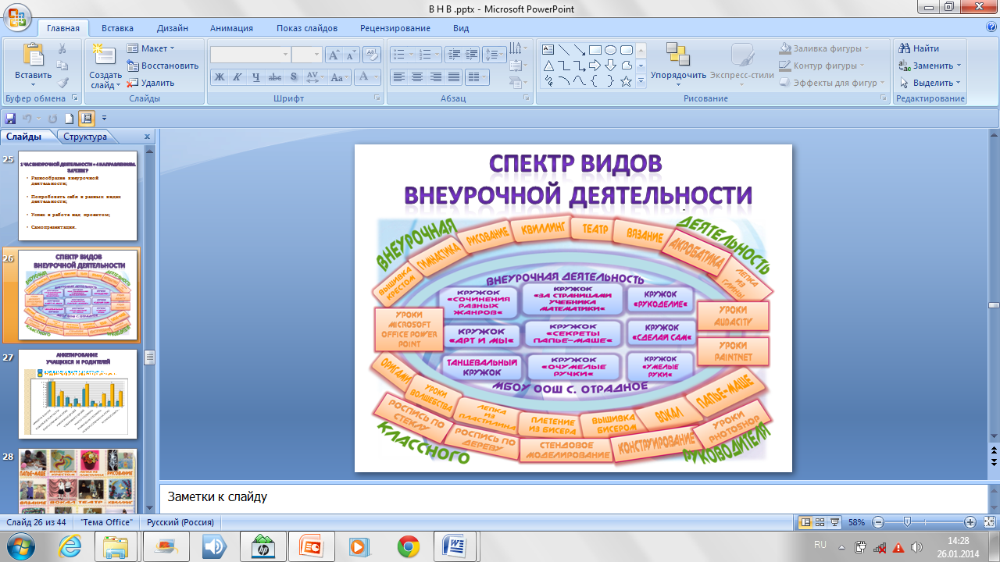 В Н В .pptx - Microsoft PowerPoint
Главная
Вставка
Дизайн
Анимация
Показ слайдов
Рецензирование
Вид
Вставить
Буфер обмена
Создать
слайд
Макет
Восстановить
Удалить
Слайды
Ж К Ч abc S AV Aa A
Шрифт
Абзац
Упорядочить
Экспресс-стили
Заливка фигуры
Контур фигуры
Эффекты для фигур
Рисование
Найти
Заменить
Выделить
Редактирование
Слайды
Структура
25
1 ЧАС ВНЕУРОЧНОЙ ДЕЯТЕЛЬНОСТИ = 4 НАПРАВЛЕНИЯМ.
ЗАЧЕМ ?
Разнообразие внеурочной
деятельности;
Попробовать себя в разных видах
деятельности;
Успех в работе над проектом;
Самопрезентация.
26
СПЕКТР ВИДОВ
ВНЕУРОЧНОЙ ДЕЯТЕЛЬНОСТИ
27
АНКЕТИРОВАНИЕ
УЧАЩИХСЯ И РОДИТЕЛЕЙ
28
ПАПЬЕ-МАШЕ
РИСОВАНИЕ
ВЯЗАНИЕ
ВОКАЛ
ТЕАТР
КВИЛЛИНГ
СПЕКТР ВИДОВ
ВНЕУРОЧНОЙ ДЕЯТЕЛЬНОСТИ
ВНЕУРОЧНАЯ
ДЕЯТЕЛЬНОСТЬ
ВЫШИВКА
КРЕСТОМ
ГИМНАСТИКА
РИСОВАНИЕ
КВИЛЛИНГ
ТЕАТР
ВЯЗАНИЕ
АКРОБАТИКА
ЛЕПКА
ИЗ ГЛИНЫ
ВНЕУРОЧНАЯ ДЕЯТЕЛЬНОСТЬ
КРУЖОК
«СОЧИНЕНИЯ
РАЗНЫХ
ЖАНРОВ«
КРУЖОК
«ЗА СТРАНИЦАМИ
УЧЕБНИКА
МАТЕМАТИКИ«
КРУЖОК
«РУКОДЕЛИЕ«
УРОКИ
MICROSOFT
OFFICE POWER
POINT
КРУЖОК
«АРТ И МЫ«
КРУЖОК
«СЕКРЕТЫ
ПАПЬЕ-МАШЕ«
КРУЖОК
«СДЕЛАЙ САМ«
УРОКИ
AUDACITY
УРОКИ
PAINTNET
ТАНЦЕВАЛЬНЫЙ
КРУЖОК
КРУЖОК
«ОЧУМЕЛЫЕ
РУЧКИ«
КРУЖОК
«УМЕЛЫЕ
РУКИ«
МБОУ ООШ С. ОТРАДНОЕ
ОРИГАМИ
УРОКИ
ВОЛШЕБСТВА
ЛЕПКА
ИЗ
ПЛАСТИЛИНА
ПЛЕТЕНИЕ
ИЗ БИСЕРА
ВЫШИВКА
БИСЕРОМ
ВОКАЛ
ПАПЬЕ-МАШЕ
РОСПИСЬ ПО
СТЕКЛУ
РОСПИСЬ ПО
ДЕРЕВУ
СТЕНДОВОЕ
МОДЕЛИРОВАНИЕ
КОНСТРУИРОВАНИЕ
УРОКИ
PHOTOSHOP
КЛАССНОГО
РУКОВОДИТЕЛЯ
Заметки к слайду
Слайд 26 из 44
"Тема Office"
Русский (Россия)
58%
RU
14:28
26.01.2014